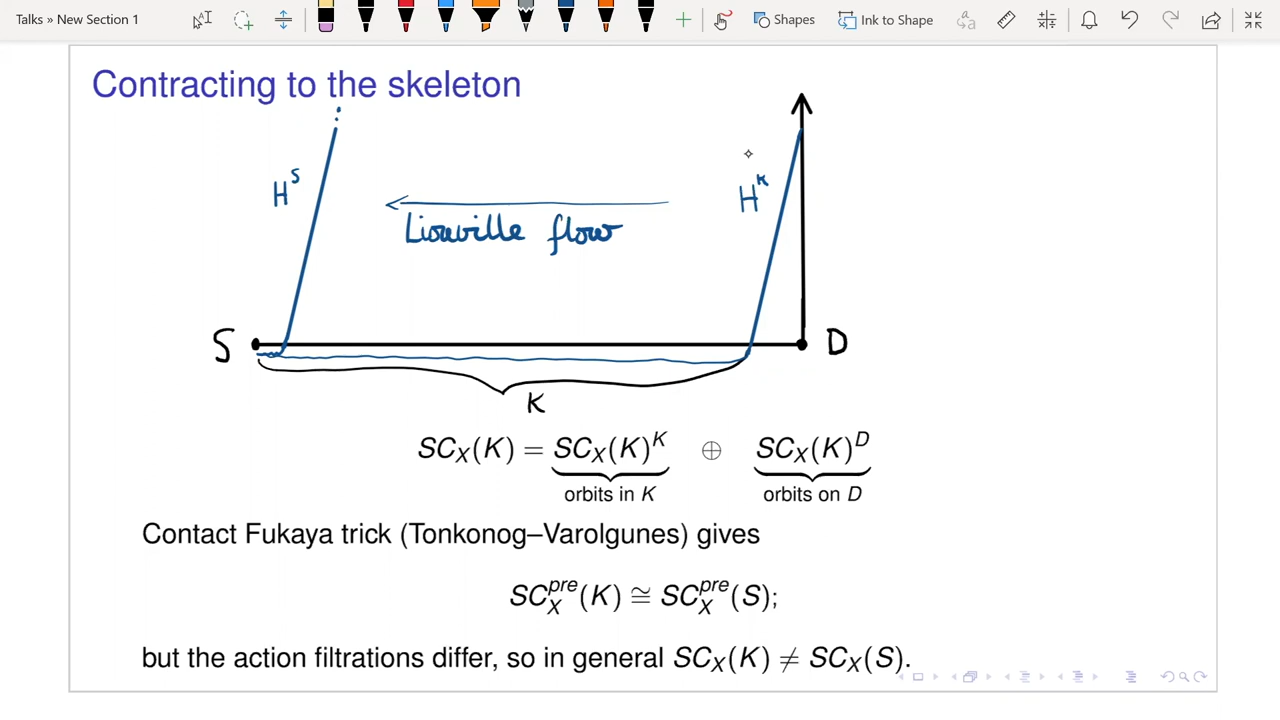 Talks » New Section 1
Shapes
Ink to Shape
Contracting to the skeleton
H^S
Liouville flow
H^K
S
D
K
SC_X(K) = SC_X(K)^K ⊕ SC_X(K)^D
orbits in K orbits on D
Contact Fukaya trick (Tonkonog–Varolgunes) gives
SC_X^{pre}(K) ≅ SC_X^{pre}(S);
but the action filtrations differ, so in general SC_X(K) ≠ SC_X(S).